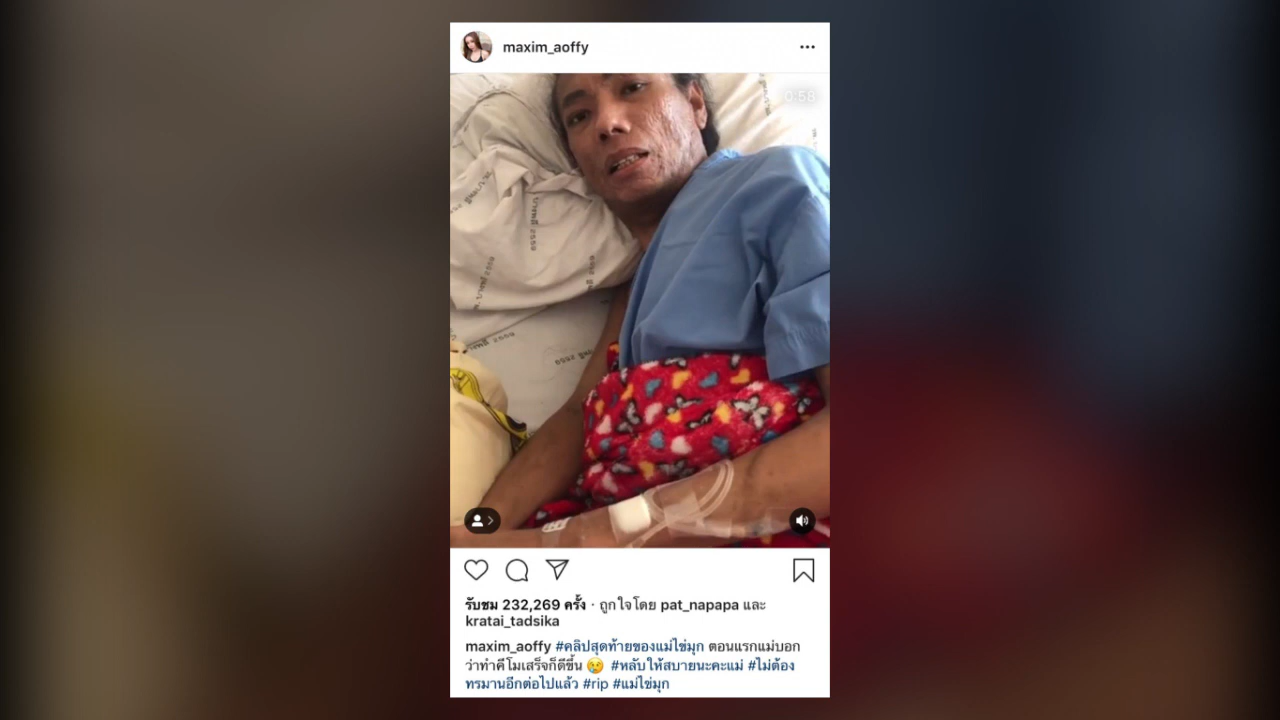 maxim_aoffy
0:58
2559
รับชม 232,269 ครั้ง · ถูกใจโดย pat_napapa และ
kratai_tadsika
maxim_aoffy #คลิปสุดท้ายของแม่ไข่มุก ตอนแรกแม่บอก
ว่าทำคีโมเสร็จก็ดีขึ้น 😢 #หลับให้สบายนะคะแม่ #ไม่ต้อง
ทรมานอีกต่อไปแล้ว #rip #แม่ไข่มุก